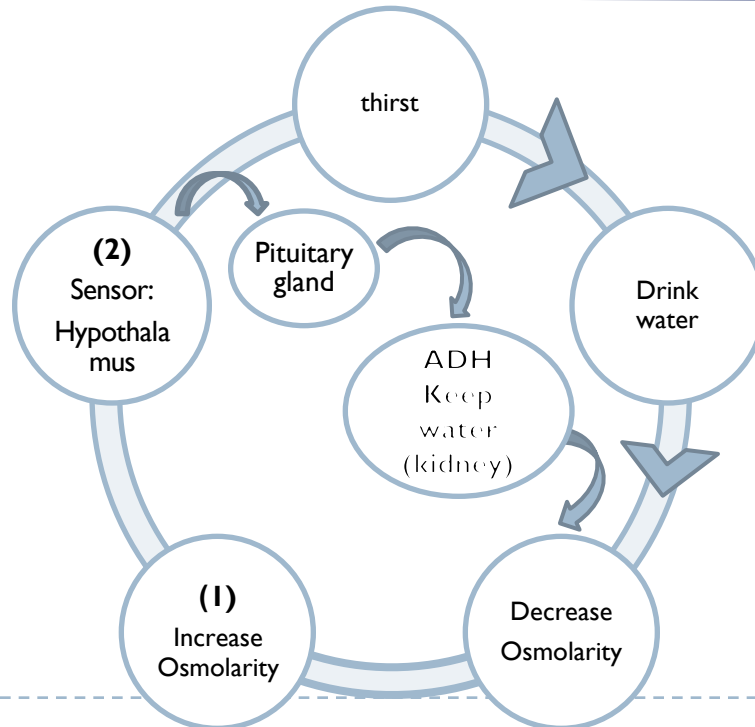 thirst
(2)
Sensor:
Hypothala
mus
Pituitary
gland
Drink
water
ADH
Keep
water
(kidney)
(1)
Increase
Osmolarity
Decrease
Osmolarity